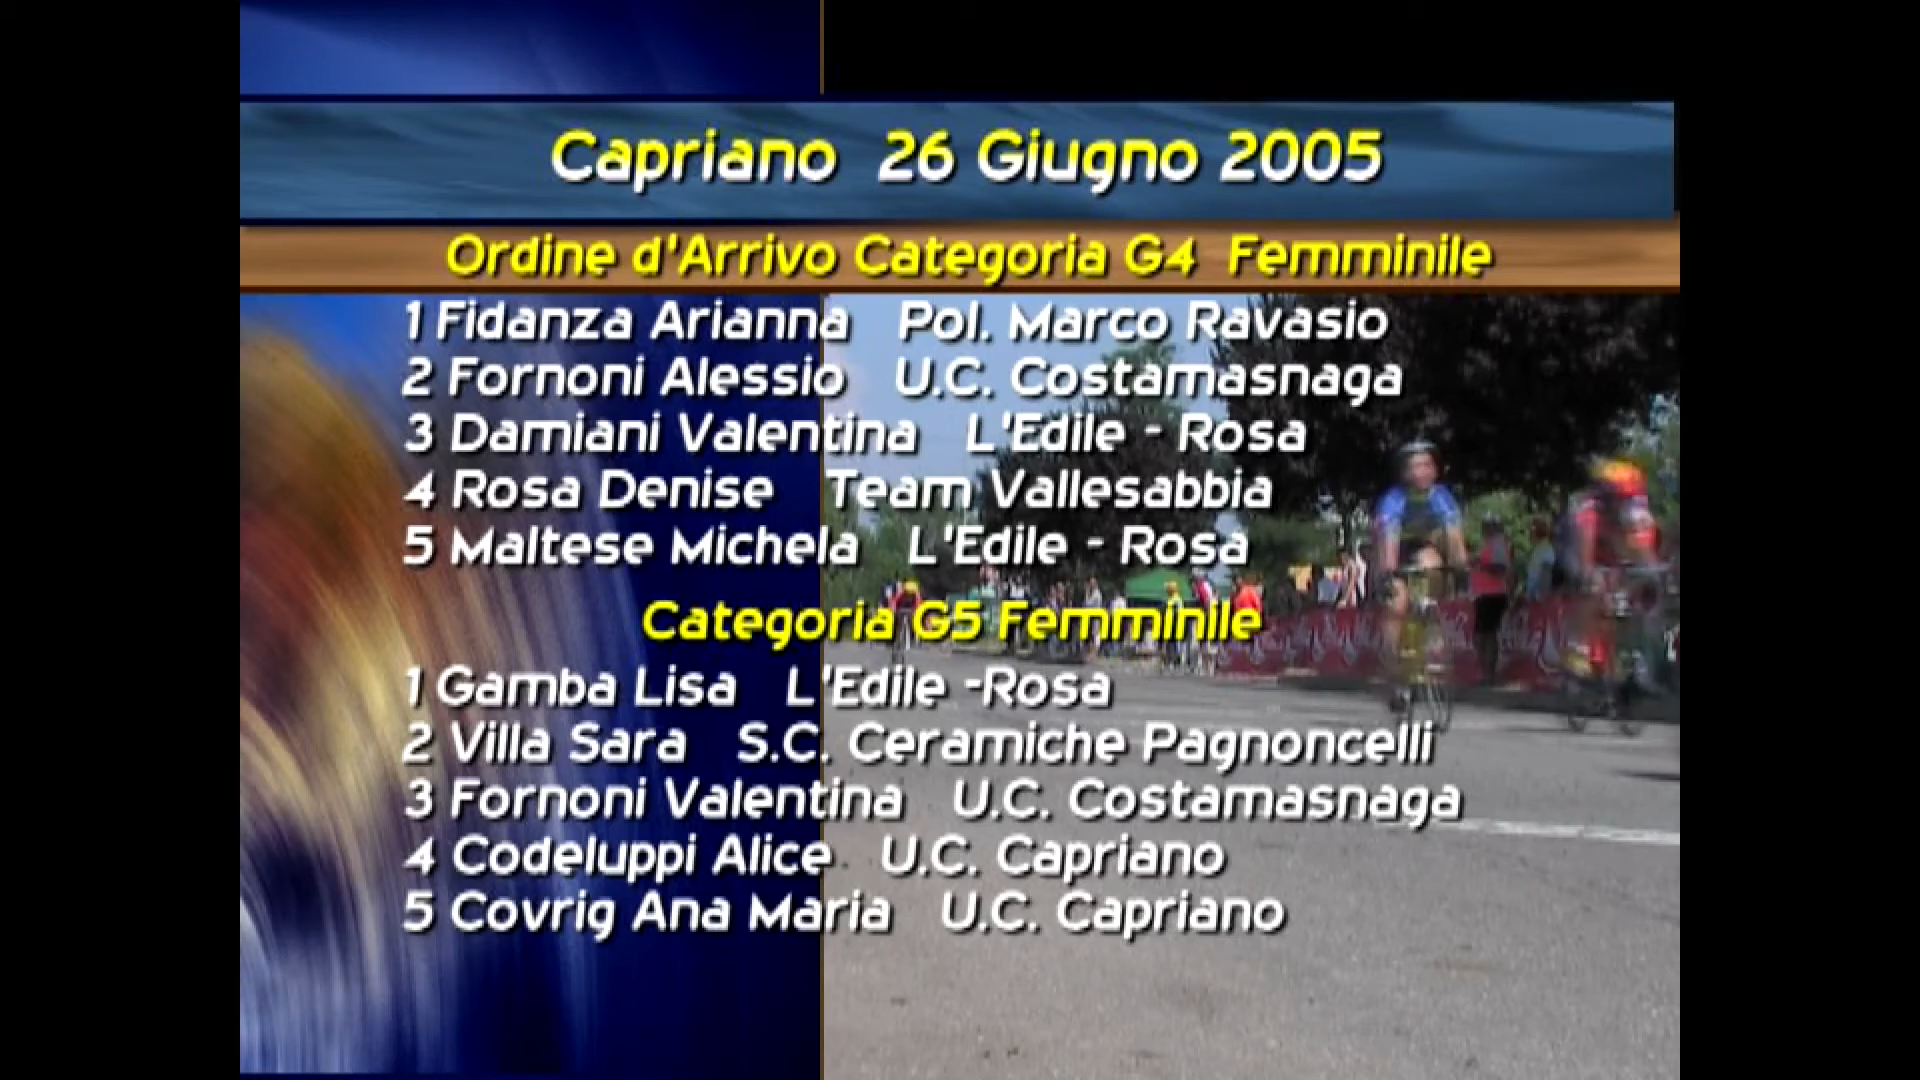 Capriano 26 Giugno 2005
Ordine d'Arrivo Categoria G4 Femminile
1 Fidanza Arianna Pol. Marco Ravasio
2 Fornoni Alessio U.C. Costamasnaga
3 Damiani Valentina L'Edile - Rosa
4 Rosa Denise Team Vallesabbia
5 Maltese Michela L'Edile - Rosa
Categoria G5 Femminile
1 Gamba Lisa L'Edile -Rosa
2 Villa Sara S.C. Ceramiche Pagnoncelli
3 Fornoni Valentina U.C. Costamasnaga
4 Codeluppi Alice U.C. Capriano
5 Covrig Ana Maria U.C. Capriano